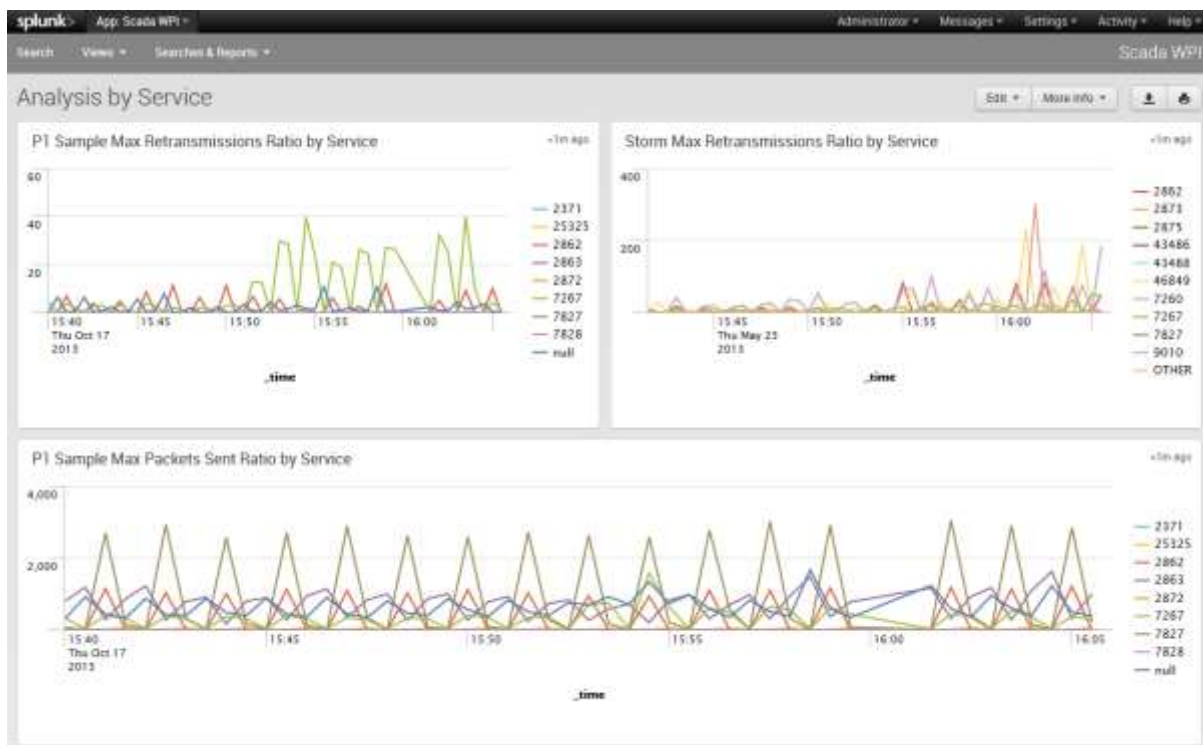 splunk> App: Scada WPI
Administrator Messages Settings Activity Help
Search Views Searches & Reports
Scada WPI
Analysis by Service
Edit More Info
P1 Sample Max Retransmissions Ratio by Service
<1m ago
60
40
20
15:40 15:45 15:50 15:55 16:00
Thu Oct 17
2013
_time
2371
25325
2862
2863
2872
7267
7827
7828
null
Storm Max Retransmissions Ratio by Service
<1m ago
400
200
15:45 15:50 15:55 16:00
Thu May 23
2013
_time
2862
2873
2875
43486
43488
46849
7260
7267
7827
9010
OTHER
P1 Sample Max Packets Sent Ratio by Service
<1m ago
4,000
2,000
15:40 15:45 15:50 15:55 16:00 16:05
Thu Oct 17
2013
_time
2371
25325
2862
2863
2872
7267
7827
7828
null